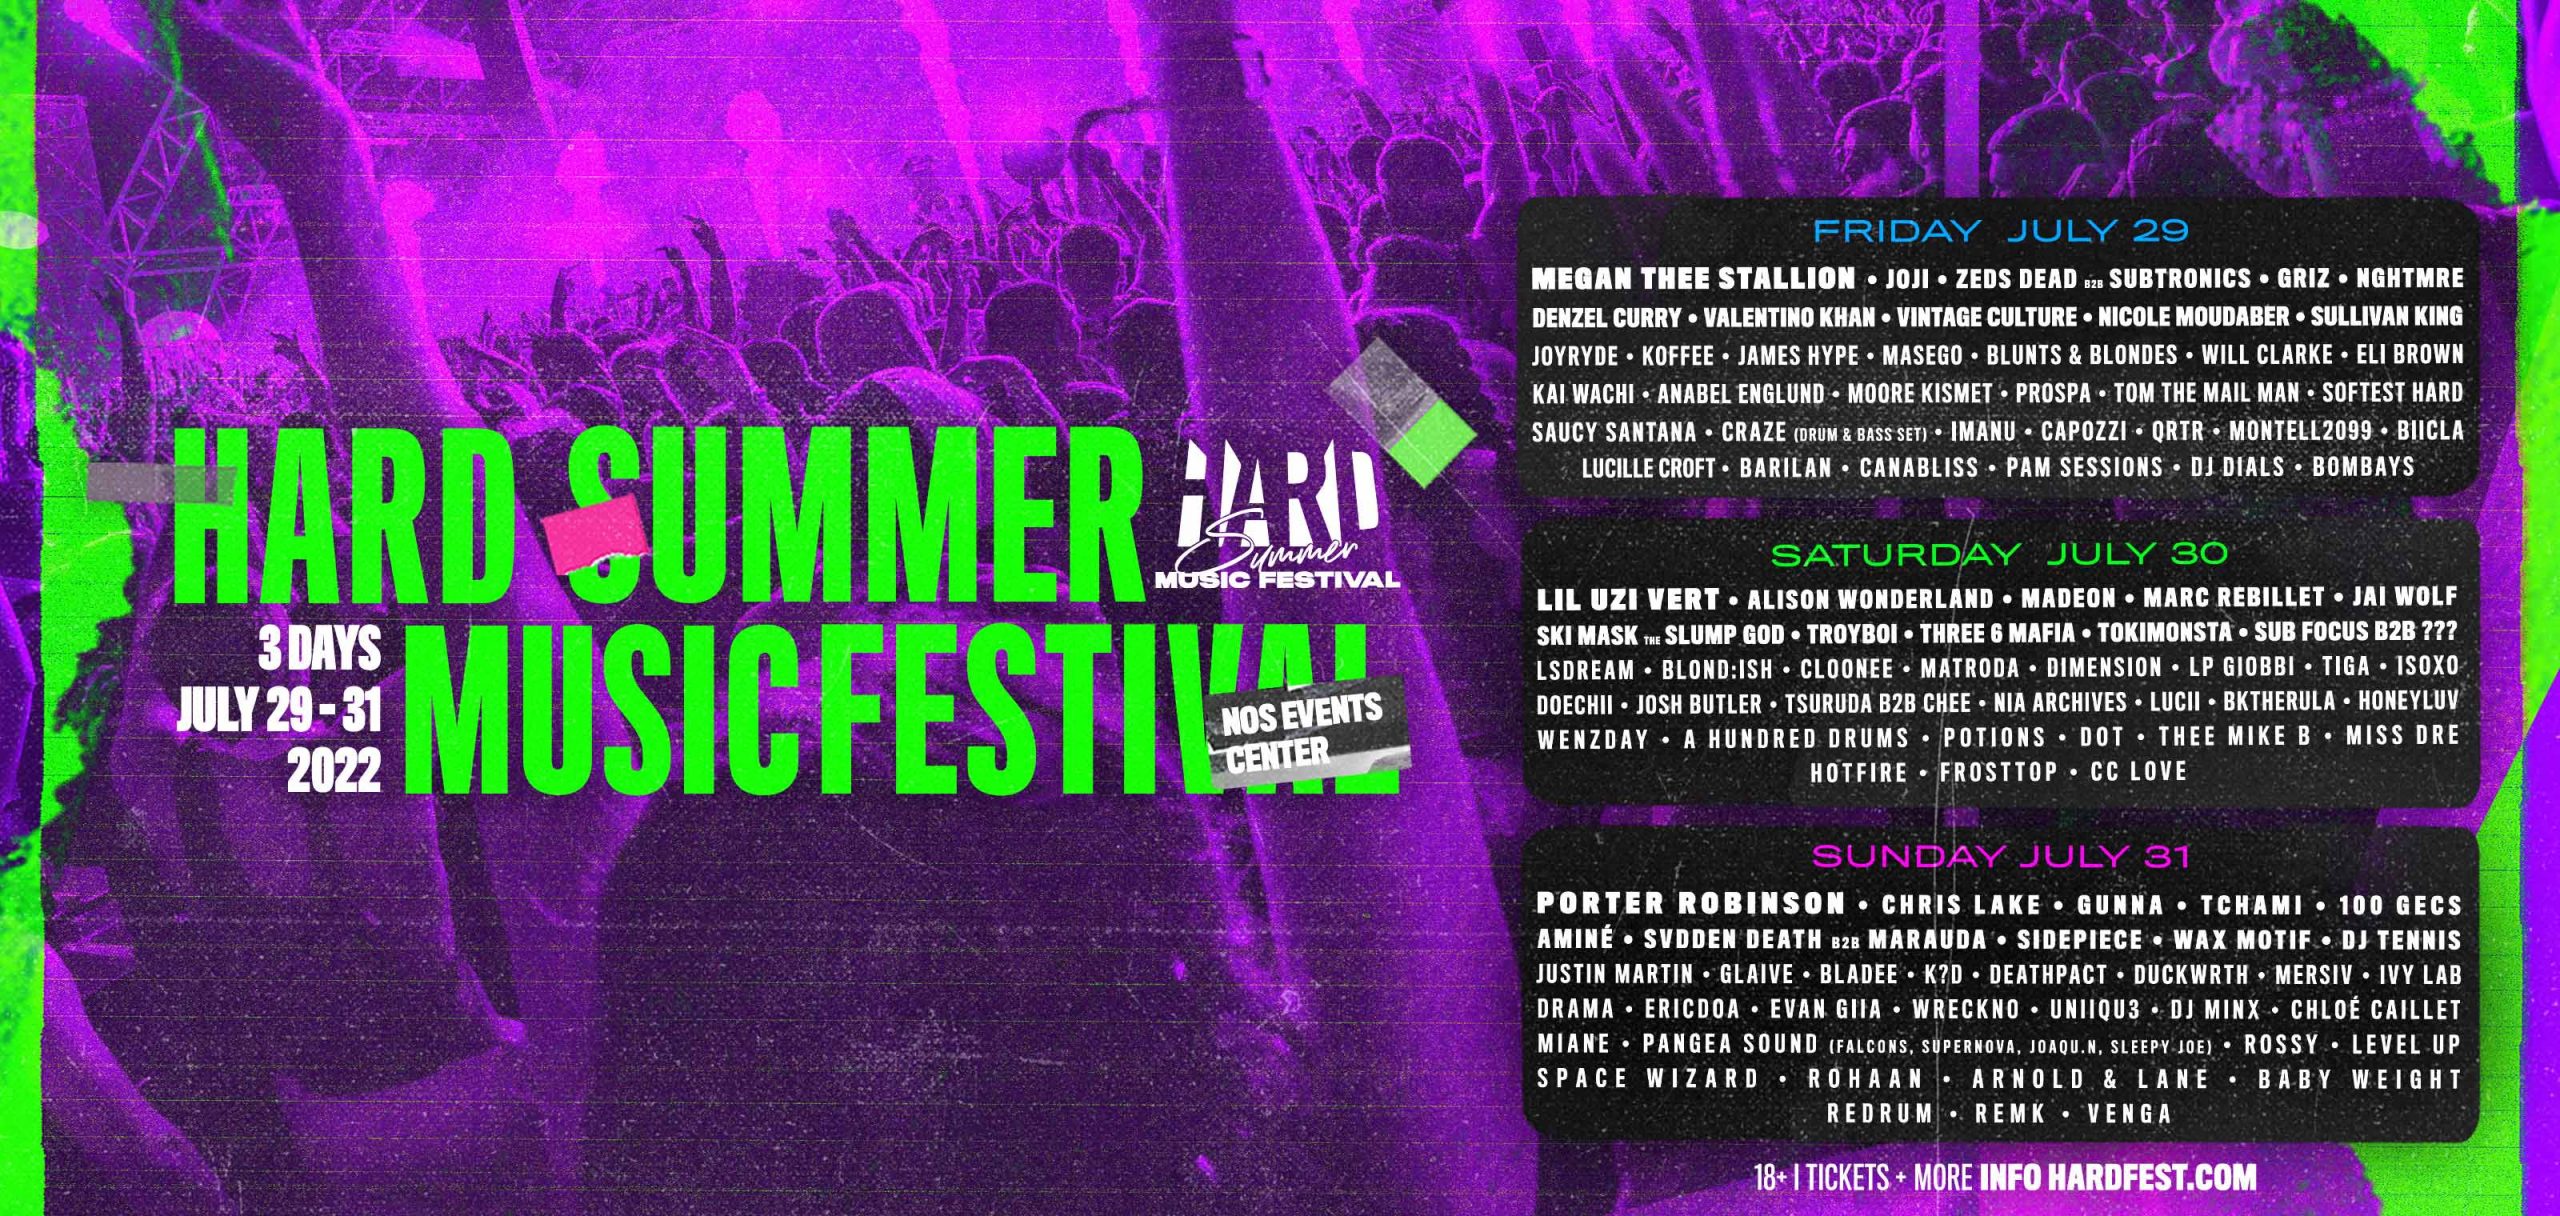 HARD SUMMER
HARD
Summer
MUSIC FESTIVAL
3 DAYS
JULY 29 - 31
2022
MUSIC FESTIVAL
NOS EVENTS
CENTER
FRIDAY JULY 29
MEGAN THEE STALLION • JOJI • ZEDS DEAD B2B SUBTRONICS • GRIZ • NGHTMRE
DENZEL CURRY • VALENTINO KHAN • VINTAGE CULTURE • NICOLE MOUDABER • SULLIVAN KING
JOYRYDE • KOFFEE • JAMES HYPE • MASEGO • BLUNTS & BLONDES • WILL CLARKE • ELI BROWN
KAI WACHI • ANABEL ENGLUND • MOORE KISMET • PROSPA • TOM THE MAIL MAN • SOFTEST HARD
SAUCY SANTANA • CRAZE (DRUM & BASS SET) • IMANU • CAPOZZI • QRTR • MONTELL2099 • BIICLA
LUCILLE CROFT • BARILAN • CANABLISS • PAM SESSIONS • DJ DIALS • BOMBAYS
SATURDAY JULY 30
LIL UZI VERT • ALISON WONDERLAND • MADEON • MARC REBILLET • JAI WOLF
SKI MASK THE SLUMP GOD • TROYBOI • THREE 6 MAFIA • TOKIMONSTA • SUB FOCUS B2B ???
LSDREAM • BLOND:ISH • CLOONEE • MATRODA • DIMENSION • LP GIOBBI • TIGA • ISOXO
DOECHII • JOSH BUTLER • TSURUDA B2B CHEE • NIA ARCHIVES • LUCII • BKTHERULA • HONEYLUV
WENZDAY • A HUNDRED DRUMS • POTIONS • DOT • THEE MIKE B • MISS DRE
HOTFIRE • FROSTTOP • CC LOVE
SUNDAY JULY 31
PORTER ROBINSON • CHRIS LAKE • GUNNA • TCHAMI • 100 GECS
AMINÉ • SVDDEN DEATH B2B MARAUDA • SIDEPIECE • WAX MOTIF • DJ TENNIS
JUSTIN MARTIN • GLAIVE • BLADEE • K?D • DEATHPACT • DUCKWRTH • MERSIV • IVY LAB
DRAMA • ERICDOA • EVAN GIIA • WRECKNO • UNIIQU3 • DJ MINX • CHLOÉ CAILLET
MIANE • PANGEA SOUND (FALCONS, SUPERNOVA, JOAQU.N, SLEEPY JOE) • ROSSY • LEVEL UP
SPACE WIZARD • ROHAAN • ARNOLD & LANE • BABY WEIGHT
REDRUM • REMK • VENGA
18+ | TICKETS + MORE INFO HARDFEST.COM